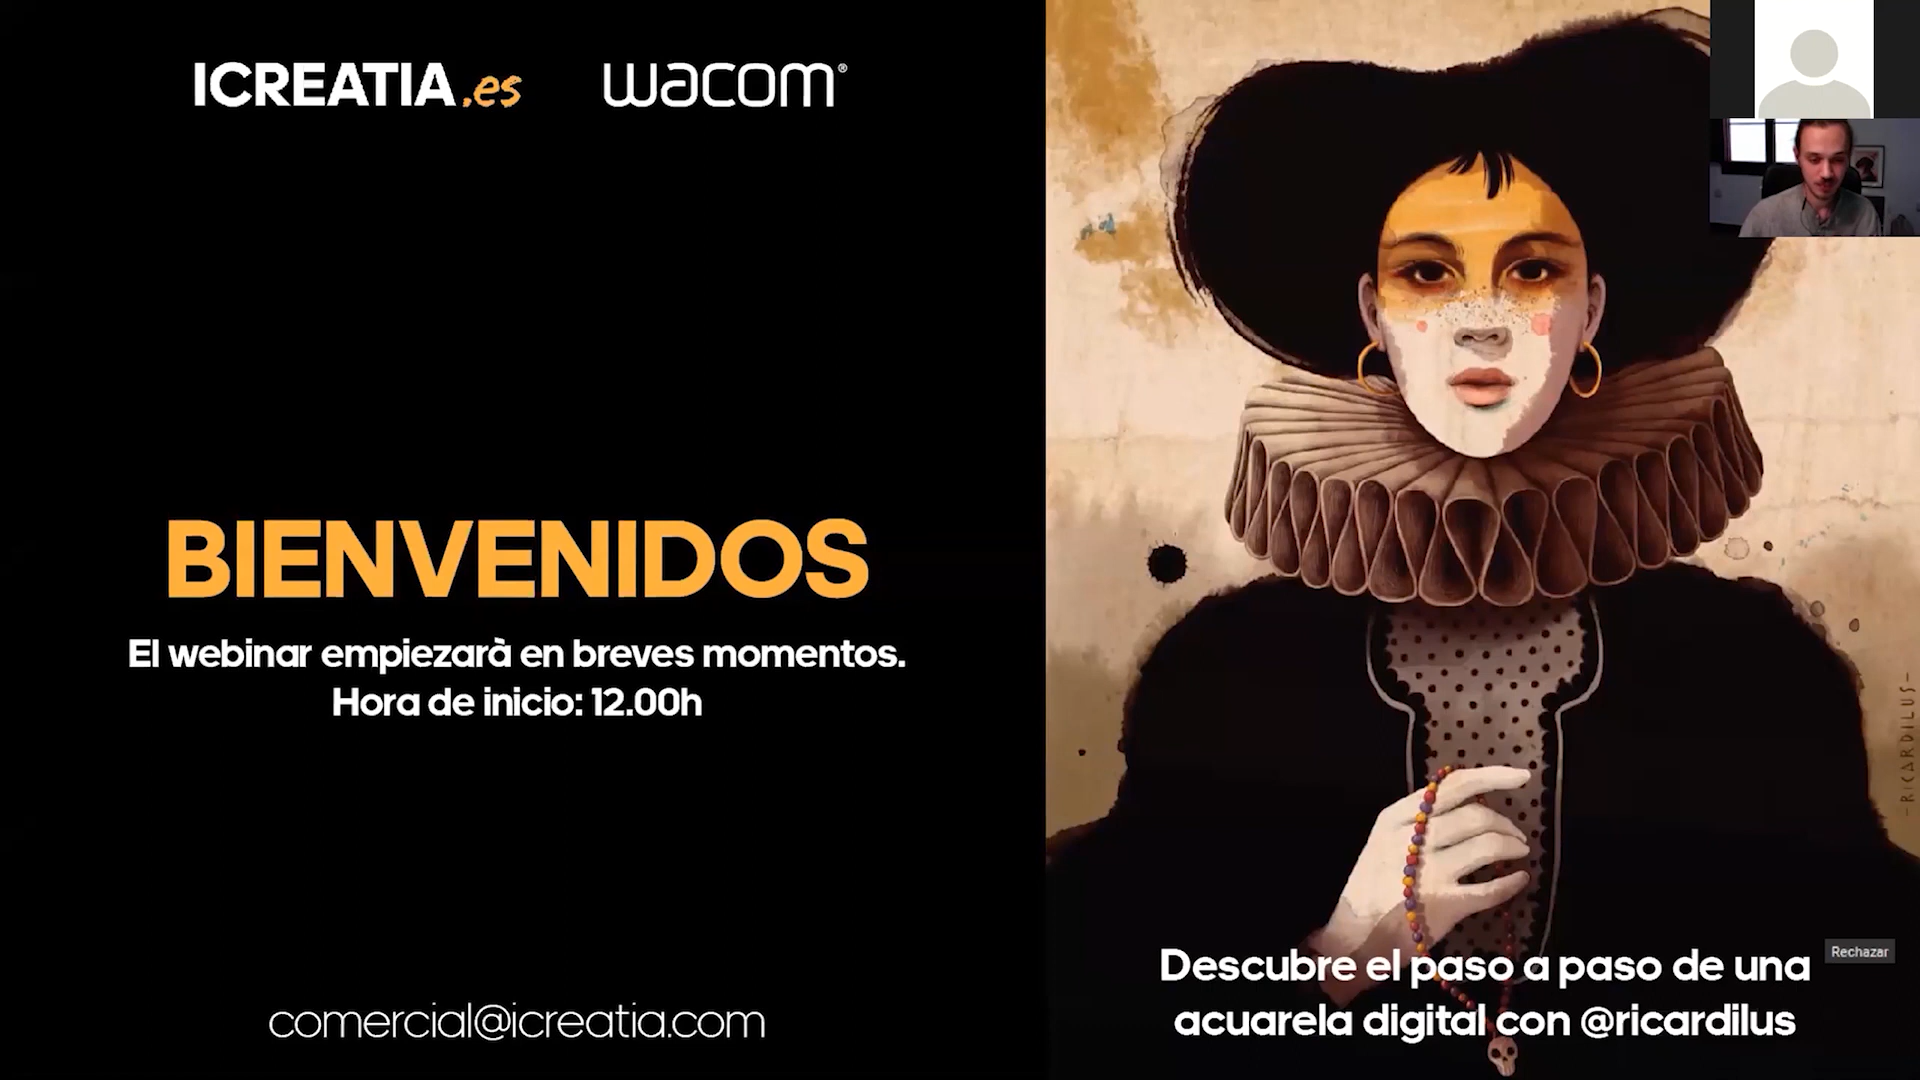 ICREATIA.es
wacom®
BIENVENIDOS
El webinar empiezarà en breves momentos.
Hora de inicio: 12.00h
comercial@icreatia.com
-RICARDILUS-
Rechazar
Descubre el paso a paso de una
acuarela digital con @ricardilus